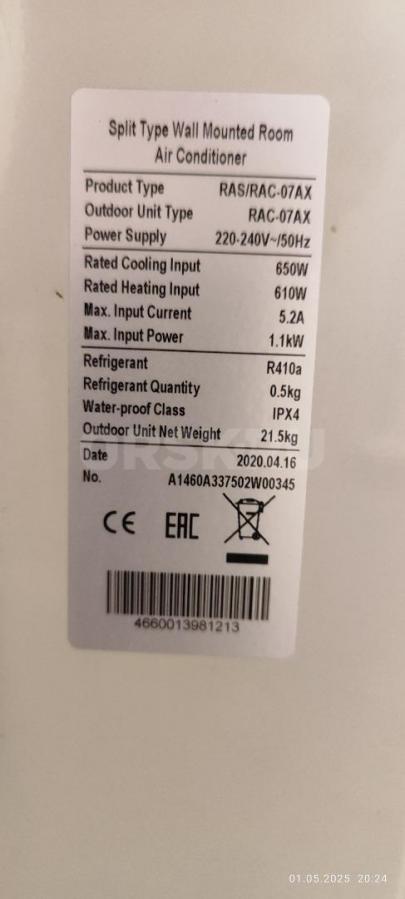 Split Type Wall Mounted Room
Air Conditioner
Product Type RAS/RAC-07AX
Outdoor Unit Type RAC-07AX
Power Supply 220-240V~/50Hz
Rated Cooling Input 650W
Rated Heating Input 610W
Max. Input Current 5.2A
Max. Input Power 1.1kW
Refrigerant R410a
Refrigerant Quantity 0.5kg
Water-proof Class IPX4
Outdoor Unit Net Weight 21.5kg
Date 2020.04.16
No. A1460A337502W00345
CE EAC
4660013981213
01.05.2025 20:24